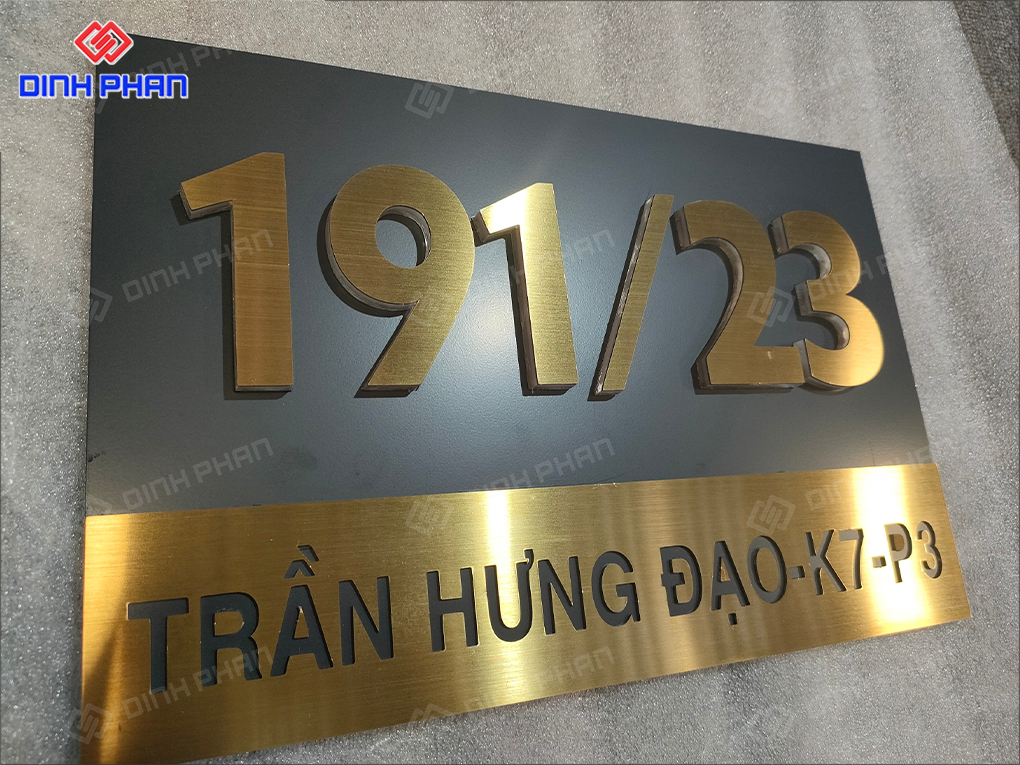 DINH PHAN
191/23
TRẦN HƯNG ĐẠO-K7-P3